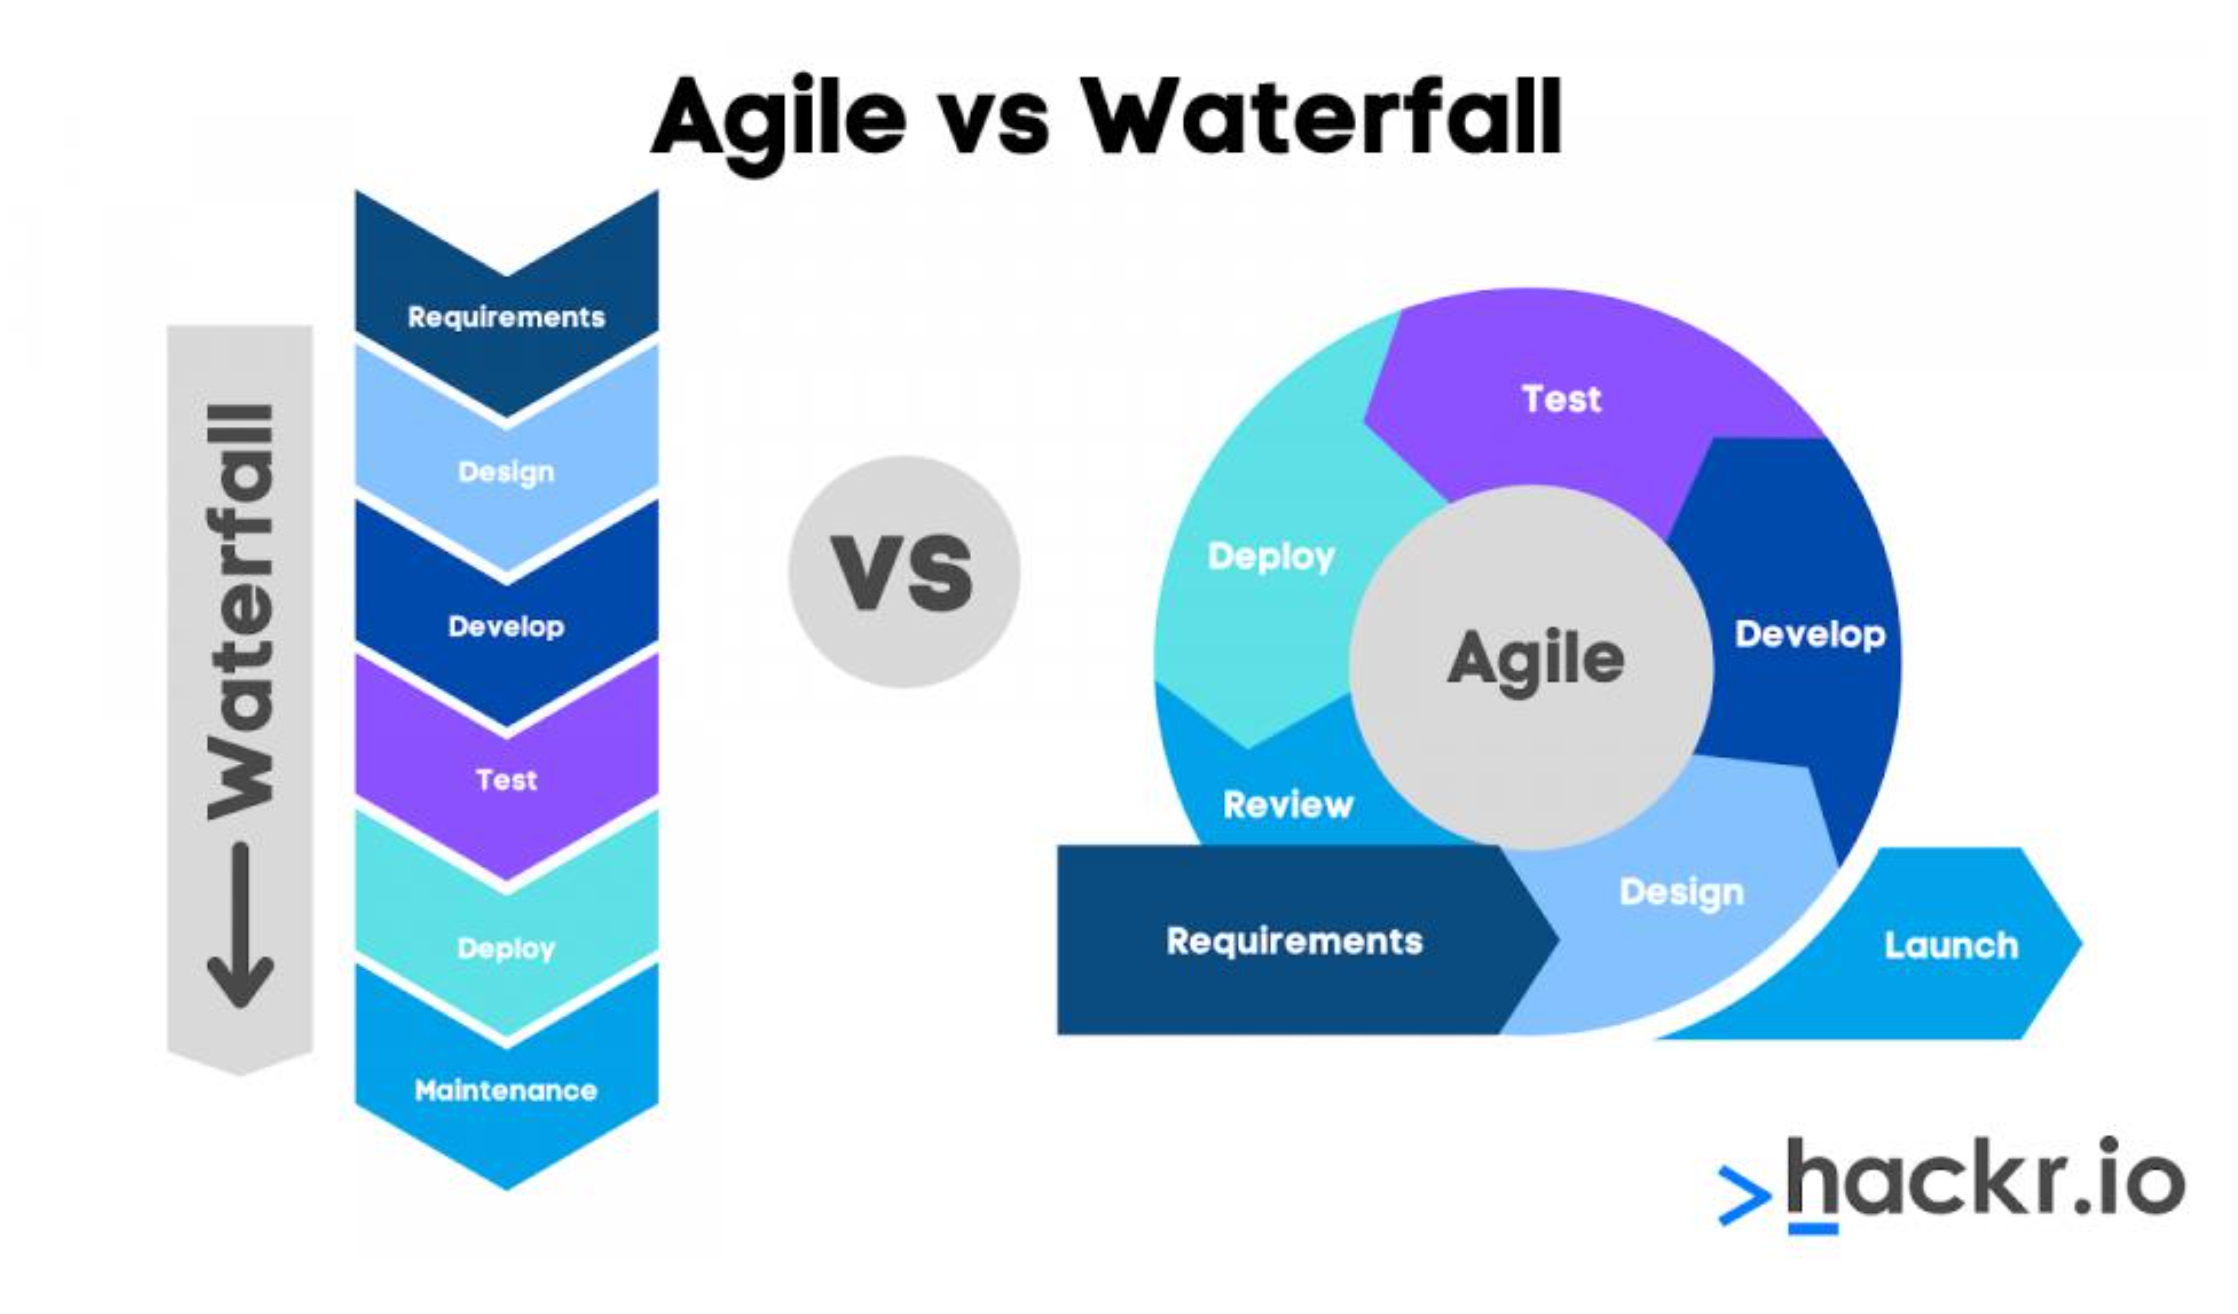 Agile vs Waterfall
Waterfall
Requirements
Design
Develop
Test
Deploy
Maintenance
VS
Test
Deploy
Develop
Agile
Review
Design
Requirements
Launch
>hackr.io